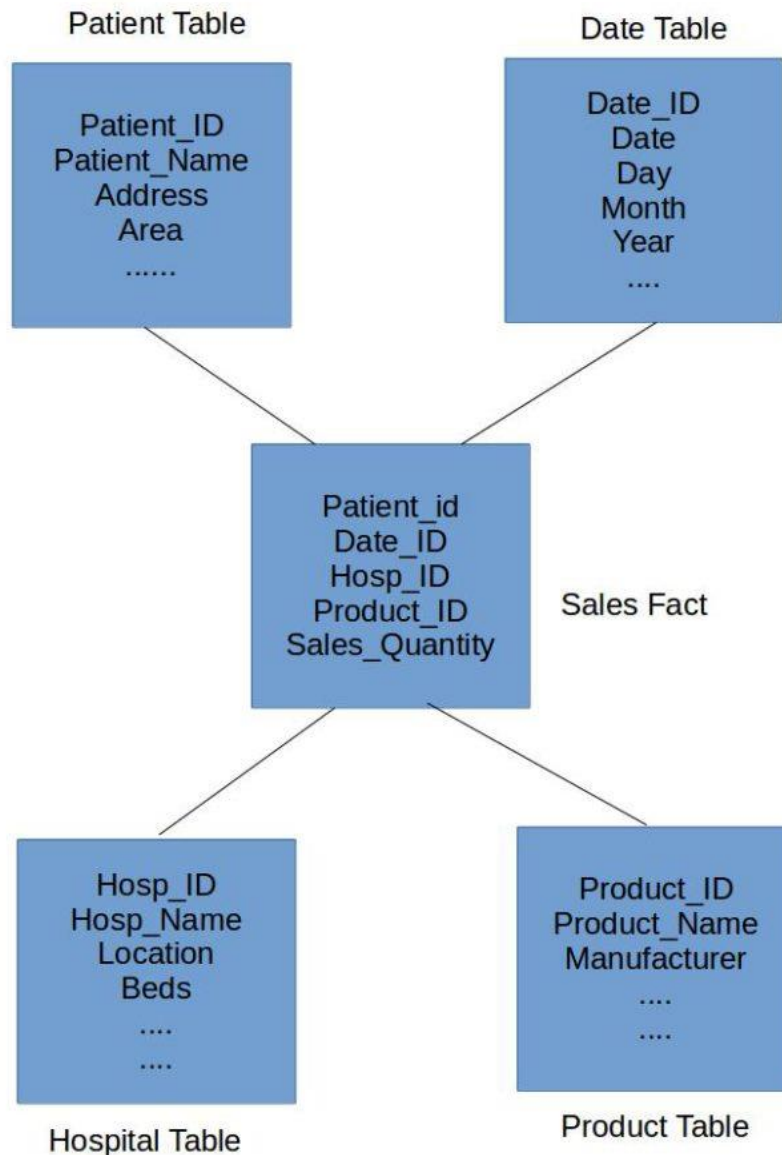 Patient Table
Patient_ID
Patient_Name
Address
Area
......
Date Table
Date_ID
Date
Day
Month
Year
....
Patient_id
Date_ID
Hosp_ID
Product_ID
Sales_Quantity
Sales Fact
Hosp_ID
Hosp_Name
Location
Beds
....
....
Hospital Table
Product_ID
Product_Name
Manufacturer
....
....
Product Table